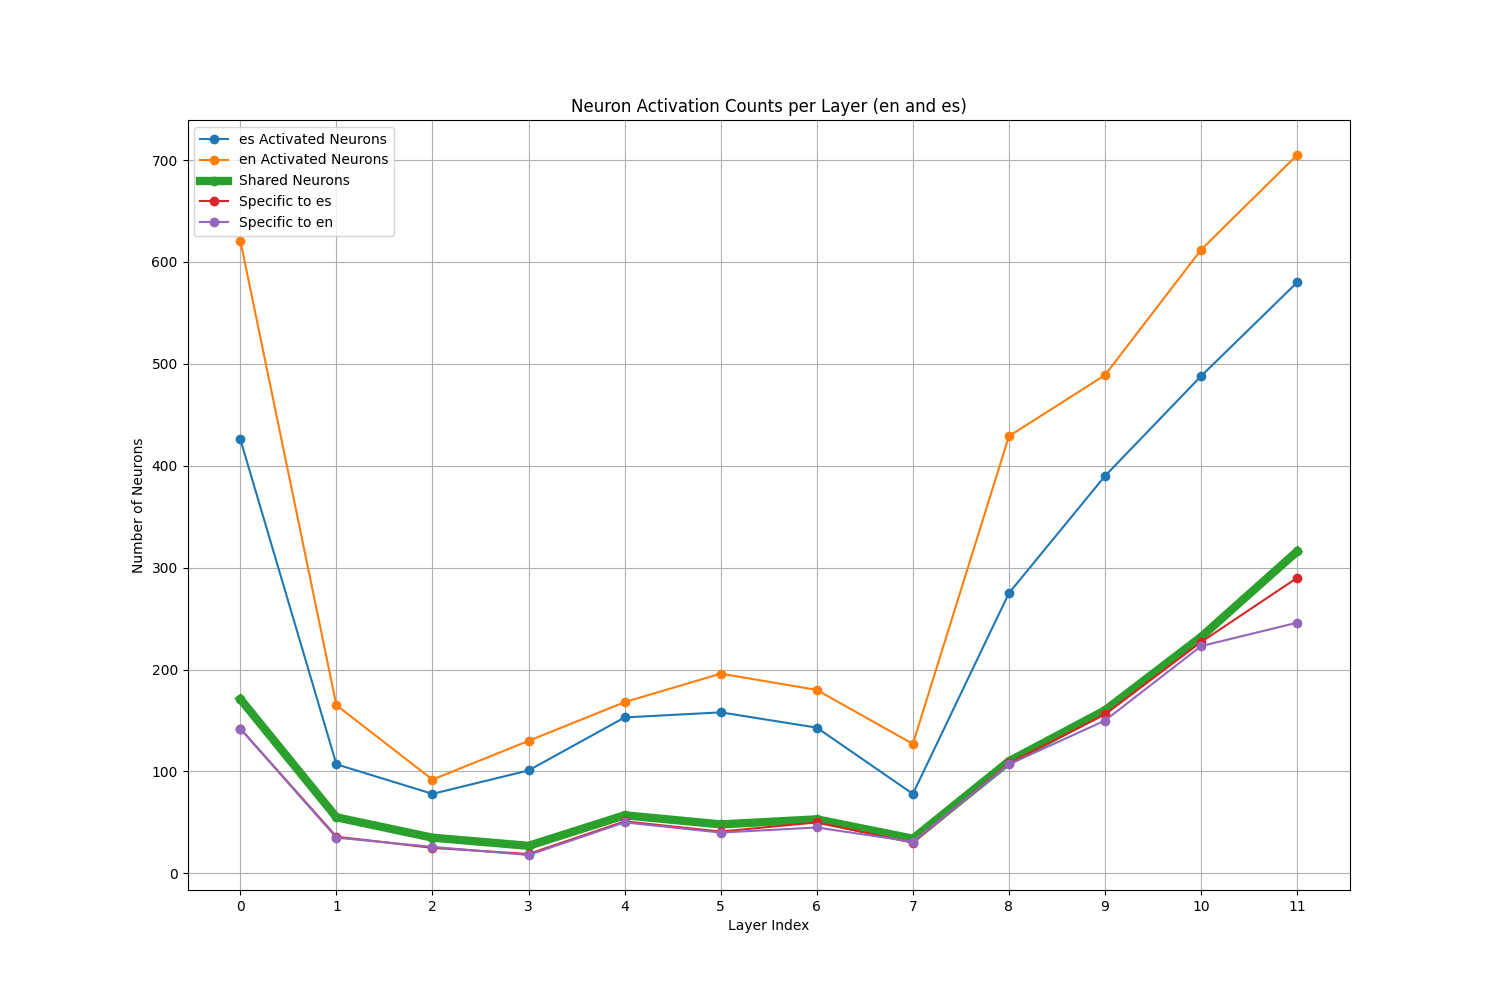 Neuron Activation Counts per Layer (en and es)
es Activated Neurons
en Activated Neurons
Shared Neurons
Specific to es
Specific to en
Number of Neurons
700
600
500
400
300
200
100
0
0 1 2 3 4 5 6 7 8 9 10 11
Layer Index